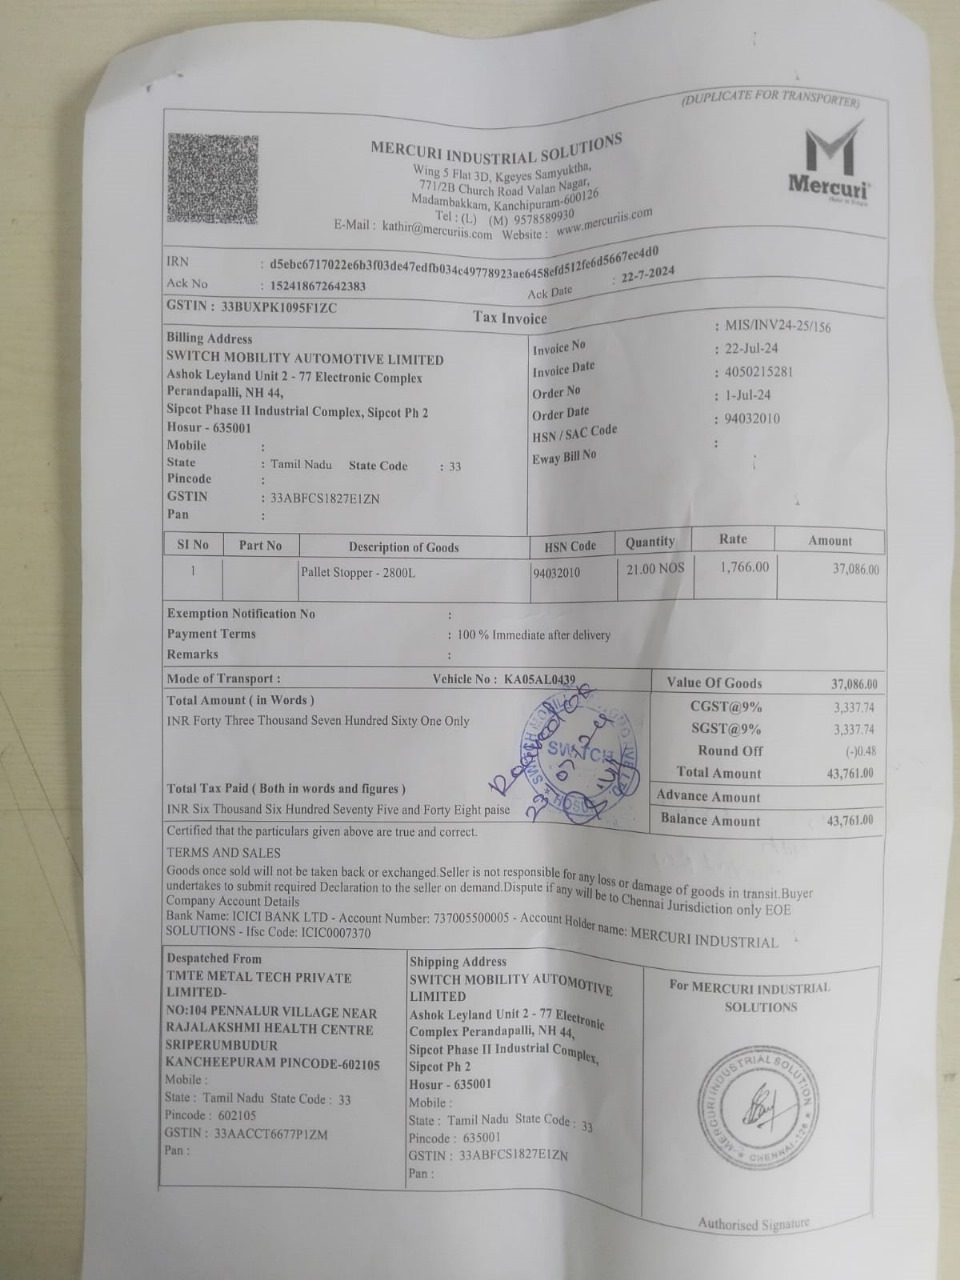 (DUPLICATE FOR TRANSPORTER)
MERCURI INDUSTRIAL SOLUTIONS
Wing 5 Flat 3D, Kgeyes Samyuktha,
771/2B Church Road Valan Nagar,
Madambakkam, Kanchipuram-600126
Tel : (L) (M) 9578589930
E-Mail : kathir@mercuriis.com Website : www.mercuriis.com
Mercuri
IRN : d5ebc6717022e6b3f03de47edfb034c49778923ae6458efd512fe6d5667ec4d0
Ack No : 152418672642383 Ack Date : 22-7-2024
GSTIN : 33BUXPK1095F1ZC
Tax Invoice
Billing Address
SWITCH MOBILITY AUTOMOTIVE LIMITED
Ashok Leyland Unit 2 - 77 Electronic Complex
Perandapalli, NH 44,
Sipcot Phase II Industrial Complex, Sipcot Ph 2
Hosur - 635001
Mobile :
State : Tamil Nadu State Code : 33
Pincode :
GSTIN : 33ABFCS1827E1ZN
Pan :
Invoice No : MIS/INV24-25/156
Invoice Date : 22-Jul-24
Order No : 4050215281
Order Date : 1-Jul-24
HSN / SAC Code : 94032010
Eway Bill No :
SI No Part No Description of Goods HSN Code Quantity Rate Amount
1 Pallet Stopper - 2800L 94032010 21.00 NOS 1,766.00 37,086.00
Exemption Notification No :
Payment Terms : 100 % Immediate after delivery
Remarks :
Mode of Transport : Vehicle No : KA05AL0439
Total Amount ( in Words )
INR Forty Three Thousand Seven Hundred Sixty One Only
Total Tax Paid ( Both in words and figures )
INR Six Thousand Six Hundred Seventy Five and Forty Eight paise
Value Of Goods 37,086.00
CGST@9% 3,337.74
SGST@9% 3,337.74
Round Off (-)0.48
Total Amount 43,761.00
Advance Amount
Balance Amount 43,761.00
SWITCH
Certified that the particulars given above are true and correct.
TERMS AND SALES
Goods once sold will not be taken back or exchanged.Seller is not responsible for any loss or damage of goods in transit.Buyer
undertakes to submit required Declaration to the seller on demand.Dispute if any will be to Chennai Jurisdiction only EOE
Company Account Details
Bank Name: ICICI BANK LTD - Account Number: 737005500005 - Account Holder name: MERCURI INDUSTRIAL
SOLUTIONS - Ifsc Code: ICIC0007370
Despatched From
TMTE METAL TECH PRIVATE
LIMITED-
NO:104 PENNALUR VILLAGE NEAR
RAJALAKSHMI HEALTH CENTRE
SRIPERUMBUDUR
KANCHEEPURAM PINCODE-602105
Mobile :
State : Tamil Nadu State Code : 33
Pincode : 602105
GSTIN : 33AACCT6677P1ZM
Pan :
Shipping Address
SWITCH MOBILITY AUTOMOTIVE
LIMITED
Ashok Leyland Unit 2 - 77 Electronic
Complex Perandapalli, NH 44,
Sipcot Phase II Industrial Complex,
Sipcot Ph 2
Hosur - 635001
Mobile :
State : Tamil Nadu State Code : 33
Pincode : 635001
GSTIN : 33ABFCS1827E1ZN
Pan :
For MERCURI INDUSTRIAL
SOLUTIONS
MERCURI INDUSTRIAL SOLUTION
CHENNAI-126
Authorised Signature